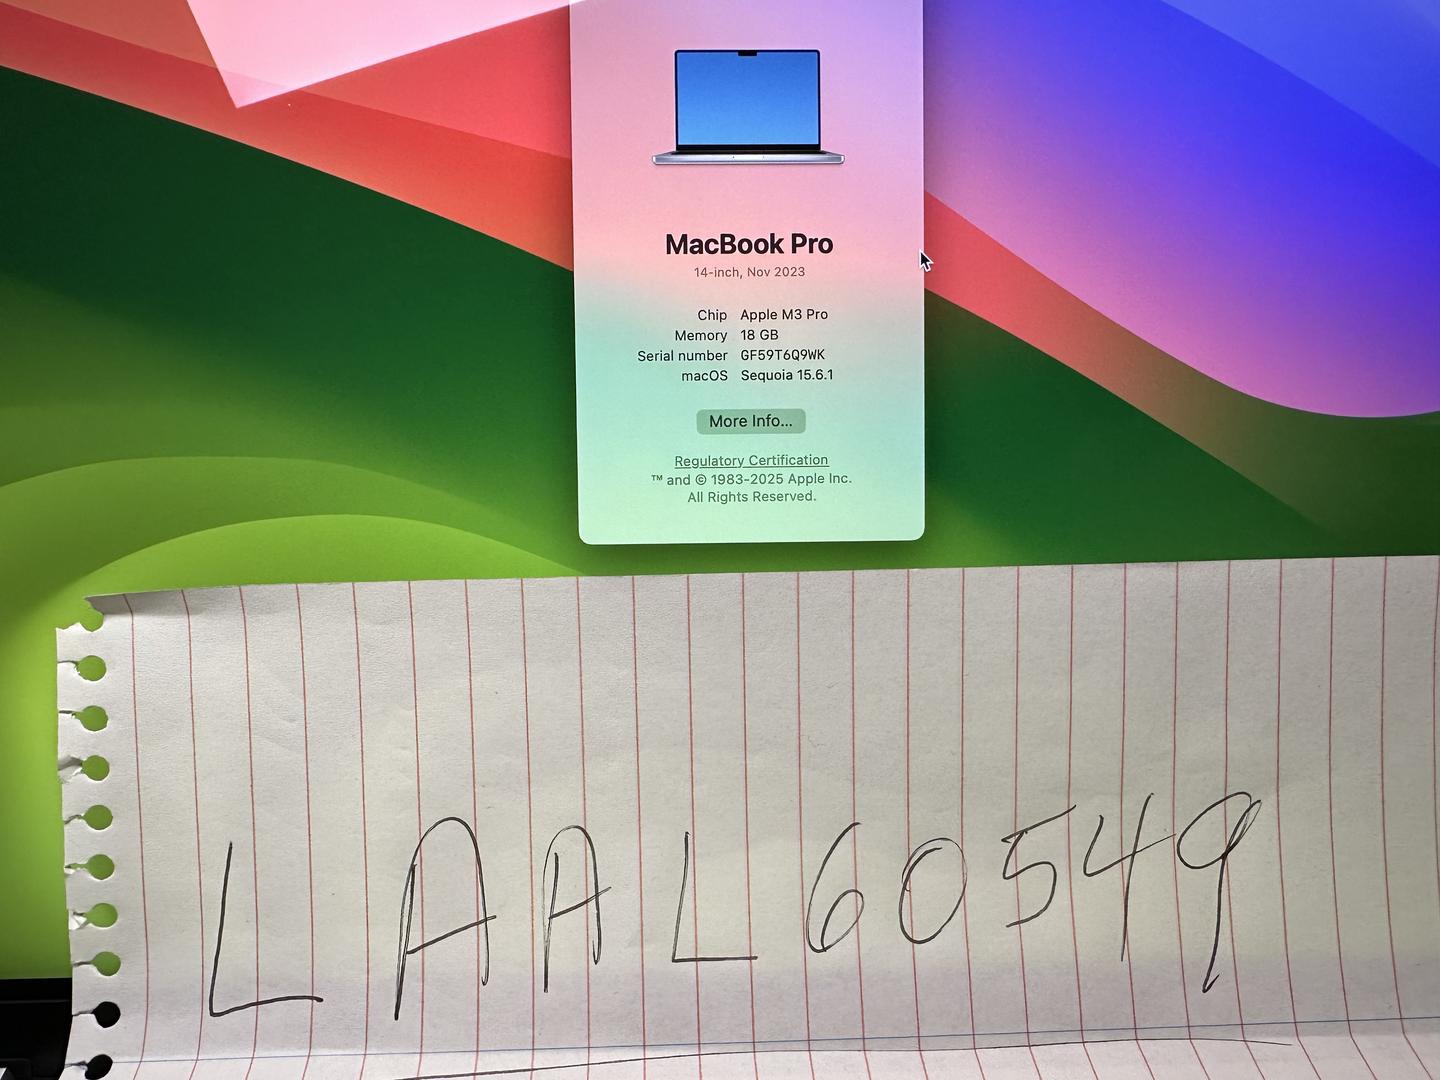 MacBook Pro
14-inch, Nov 2023
Chip Apple M3 Pro
Memory 18 GB
Serial number GF59T6Q9WK
macOS Sequoia 15.6.1
More Info...
Regulatory Certification
™ and © 1983-2025 Apple Inc.
All Rights Reserved.
LAAL60549